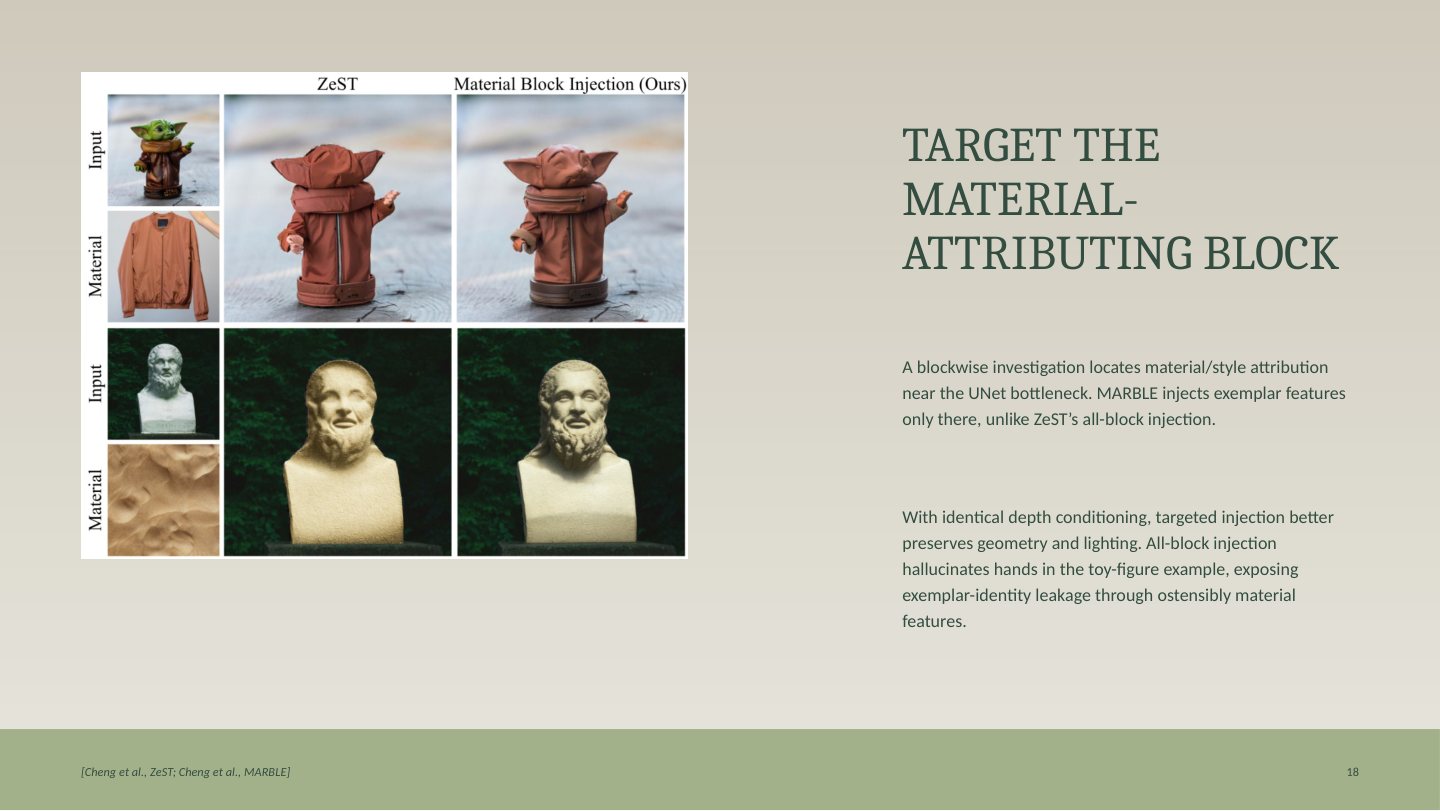 ZeST
Material Block Injection (Ours)
Input
Material
Input
Material
TARGET THE
MATERIAL-
ATTRIBUTING BLOCK
A blockwise investigation locates material/style attribution
near the UNet bottleneck. MARBLE injects exemplar features
only there, unlike ZeST’s all-block injection.
With identical depth conditioning, targeted injection better
preserves geometry and lighting. All-block injection
hallucinates hands in the toy-figure example, exposing
exemplar-identity leakage through ostensibly material
features.
[Cheng et al., ZeST; Cheng et al., MARBLE]
18